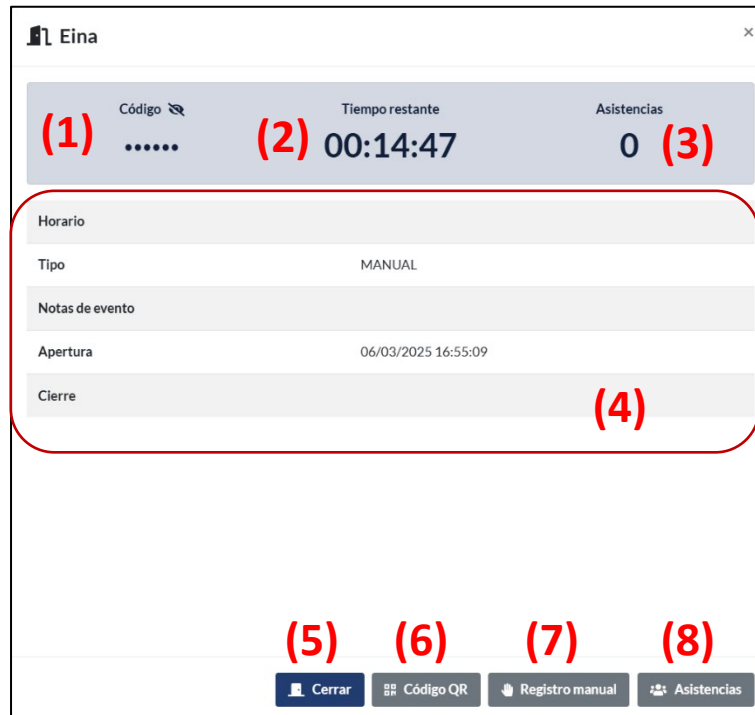 Eina ×
Código Tiempo restante Asistencias
(1) •••••• (2) 00:14:47 0 (3)
Horario
Tipo MANUAL
Notas de evento
Apertura 06/03/2025 16:55:09
Cierre
(4)
(5) (6) (7) (8)
Cerrar Código QR Registro manual Asistencias